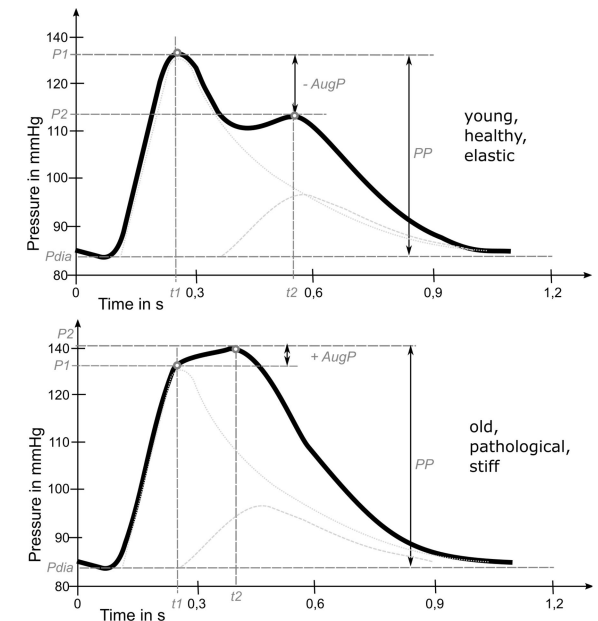 140
P1
120
P2
110
100
90
Pdia
80
Pressure in mmHg
- AugP
PP
young,
healthy,
elastic
0
t1
0,3
t2
0,6
0,9
1,2
Time in s
P2
140
P1
120
110
100
90
Pdia
80
Pressure in mmHg
+ AugP
PP
old,
pathological,
stiff
0
t1
0,3
t2
0,6
0,9
1,2
Time in s